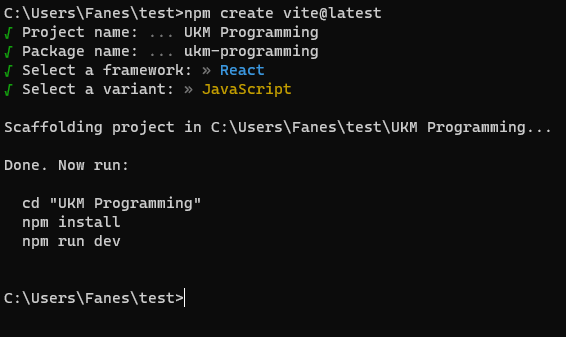 C:\Users\Fanes\test>npm create vite@latest
√ Project name: ... UKM Programming
√ Package name: ... ukm-programming
√ Select a framework: » React
√ Select a variant: » JavaScript
Scaffolding project in C:\Users\Fanes\test\UKM Programming...
Done. Now run:
cd "UKM Programming"
npm install
npm run dev
C:\Users\Fanes\test>